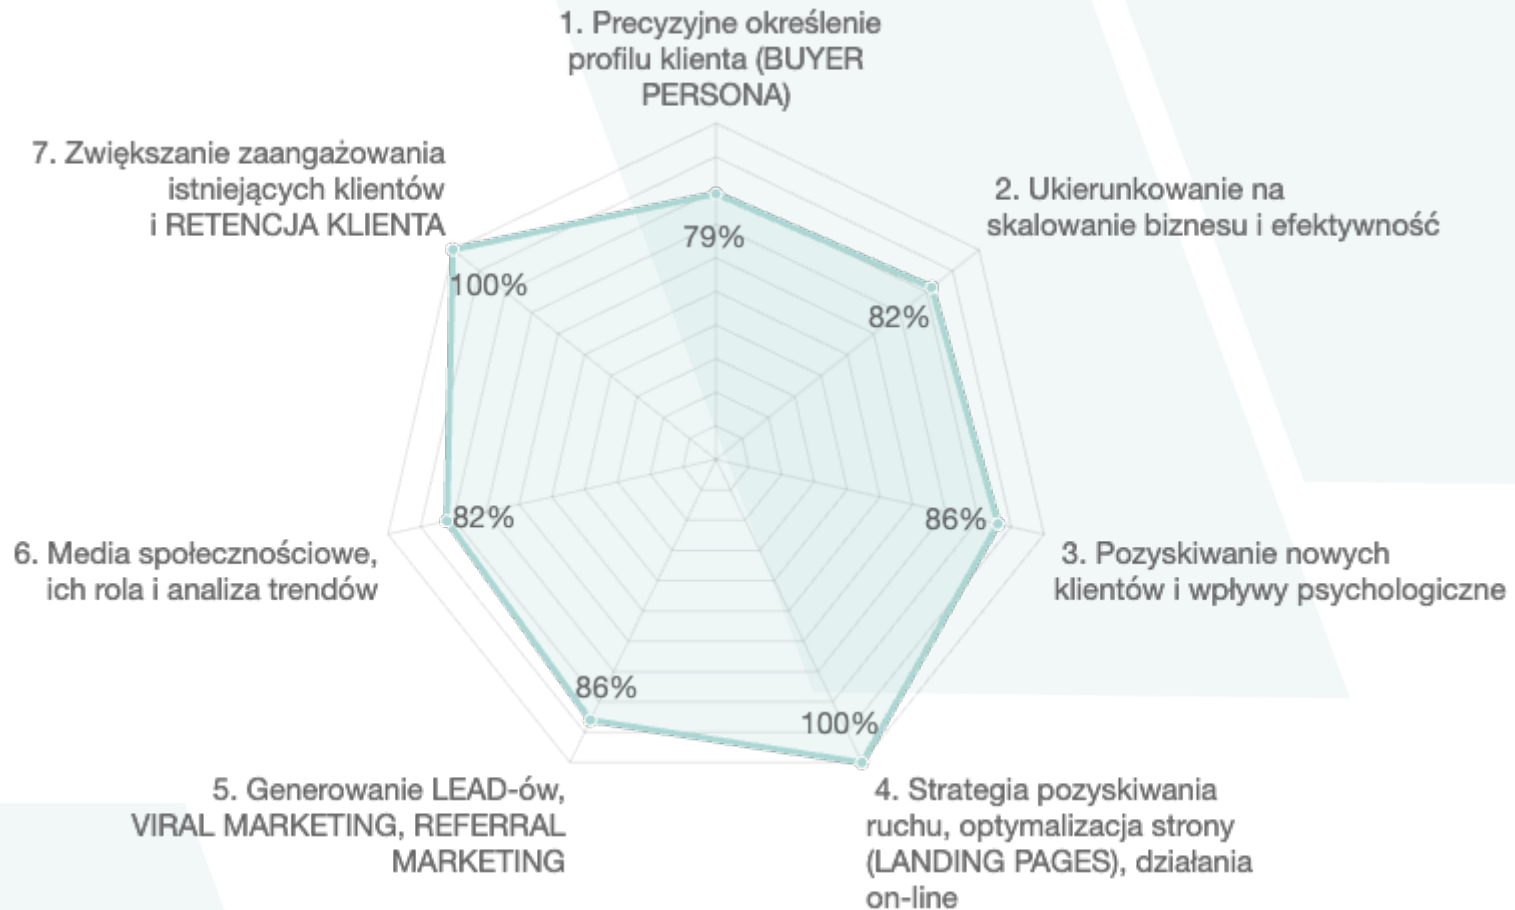 1. Precyzyjne określenie
profilu klienta (BUYER
PERSONA)
79%
2. Ukierunkowanie na
skalowanie biznesu i efektywność
82%
3. Pozyskiwanie nowych
klientów i wpływy psychologiczne
86%
4. Strategia pozyskiwania
ruchu, optymalizacja strony
(LANDING PAGES), działania
on-line
100%
5. Generowanie LEAD-ów,
VIRAL MARKETING, REFERRAL
MARKETING
86%
6. Media społecznościowe,
ich rola i analiza trendów
82%
7. Zwiększanie zaangażowania
istniejących klientów
i RETENCJA KLIENTA
100%